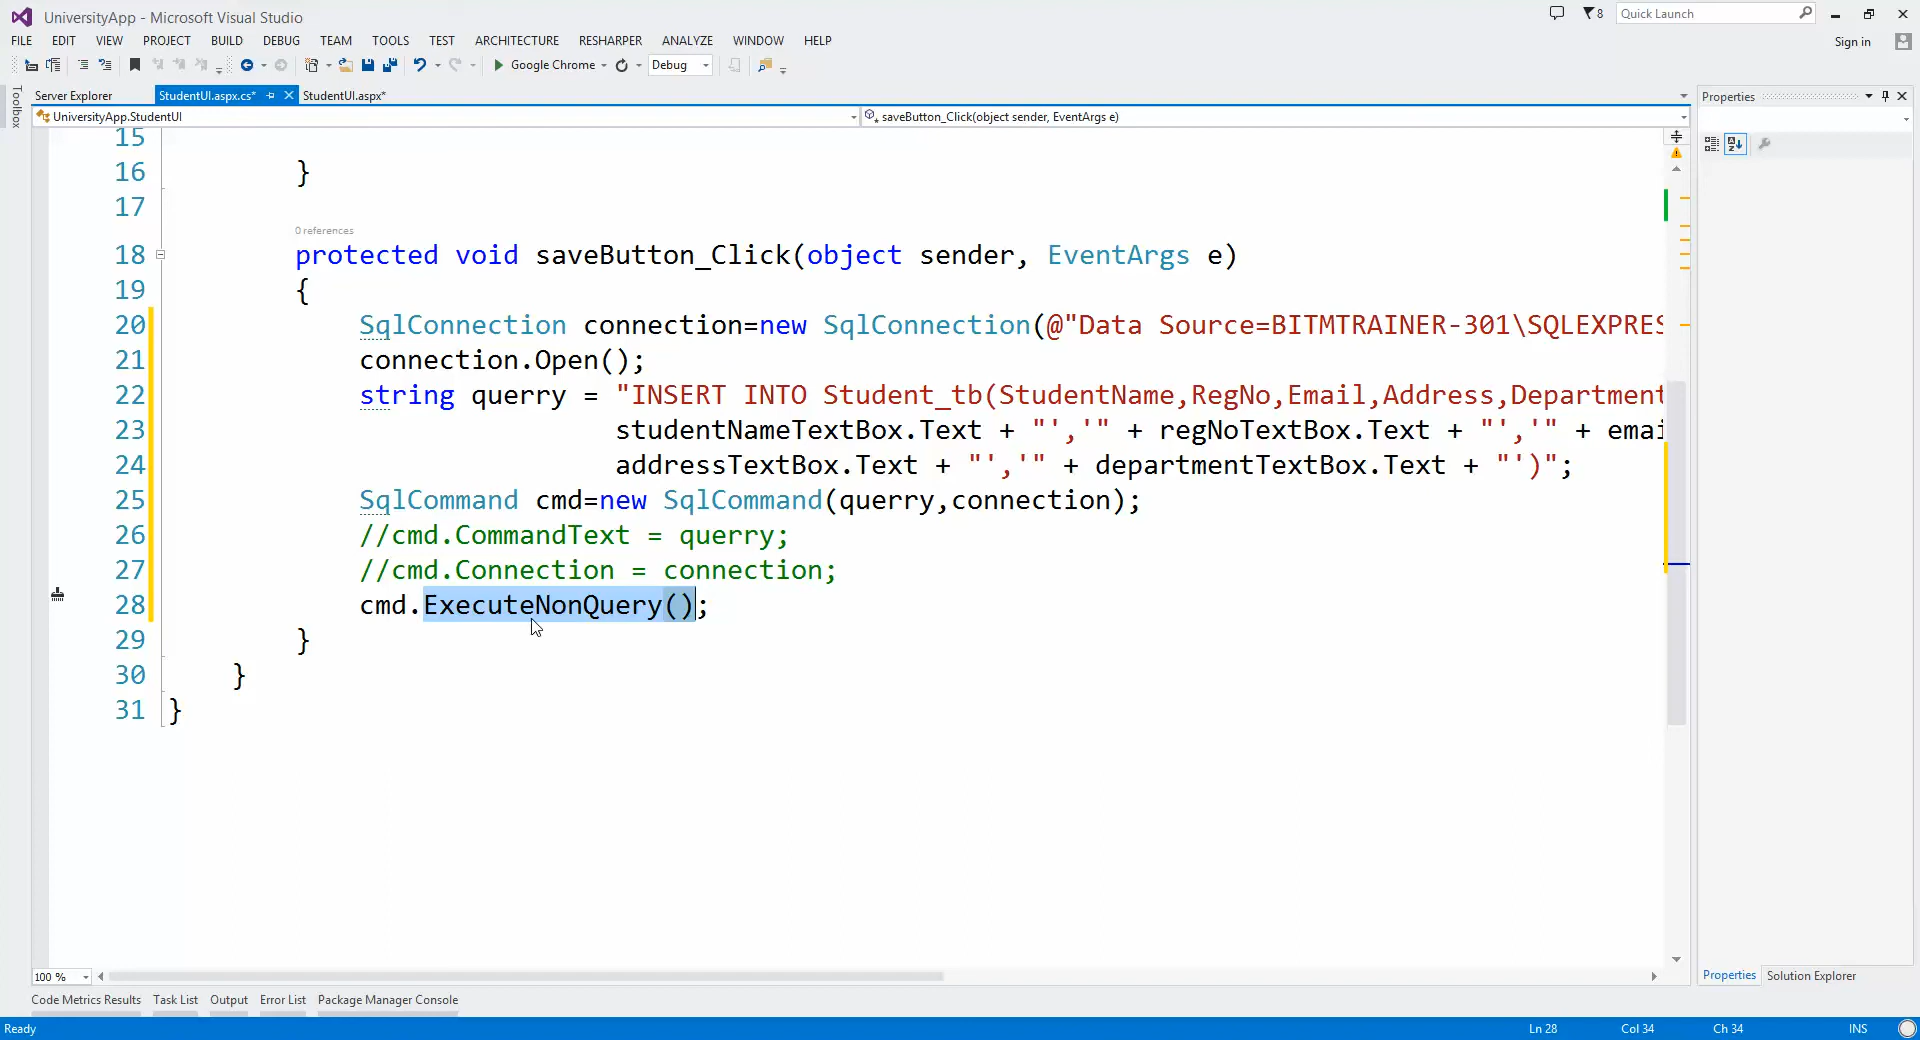 UniversityApp - Microsoft Visual Studio
8
Quick Launch
FILE EDIT VIEW PROJECT BUILD DEBUG TEAM TOOLS TEST ARCHITECTURE RESHARPER ANALYZE WINDOW HELP
Sign in
Google Chrome
Debug
Toolbox
Server Explorer
StudentUI.aspx.cs*
StudentUI.aspx*
UniversityApp.StudentUI
saveButton_Click(object sender, EventArgs e)
Properties
15
16 }
17
0 references
18 protected void saveButton_Click(object sender, EventArgs e)
19 {
20 SqlConnection connection=new SqlConnection(@"Data Source=BITMTRAINER-301\SQLEXPRES
21 connection.Open();
22 string querry = "INSERT INTO Student_tb(StudentName,RegNo,Email,Address,Department
23 studentNameTextBox.Text + "','" + regNoTextBox.Text + "','" + emai
24 addressTextBox.Text + "','" + departmentTextBox.Text + "')";
25 SqlCommand cmd=new SqlCommand(querry,connection);
26 //cmd.CommandText = querry;
27 //cmd.Connection = connection;
28 cmd.ExecuteNonQuery();
29 }
30 }
31 }
100 %
Properties
Solution Explorer
Code Metrics Results Task List Output Error List Package Manager Console
Ready
Ln 28
Col 34
Ch 34
INS